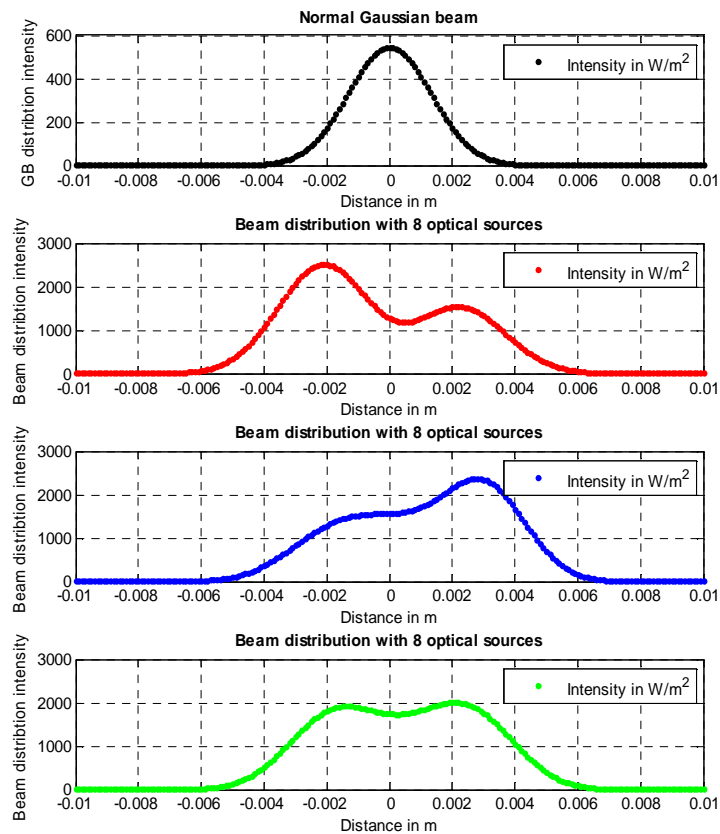 Normal Gaussian beam
GB distribtion intensity
600
400
200
0
Intensity in W/m²
-0.01 -0.008 -0.006 -0.004 -0.002 0 0.002 0.004 0.006 0.008 0.01
Distance in m
Beam distribution with 8 optical sources
Beam distribtion intensity
3000
2000
1000
0
Intensity in W/m²
-0.01 -0.008 -0.006 -0.004 -0.002 0 0.002 0.004 0.006 0.008 0.01
Distance in m
Beam distribution with 8 optical sources
Beam distribtion intensity
3000
2000
1000
0
Intensity in W/m²
-0.01 -0.008 -0.006 -0.004 -0.002 0 0.002 0.004 0.006 0.008 0.01
Distance in m
Beam distribution with 8 optical sources
Beam distribtion intensity
3000
2000
1000
0
Intensity in W/m²
-0.01 -0.008 -0.006 -0.004 -0.002 0 0.002 0.004 0.006 0.008 0.01
Distance in m